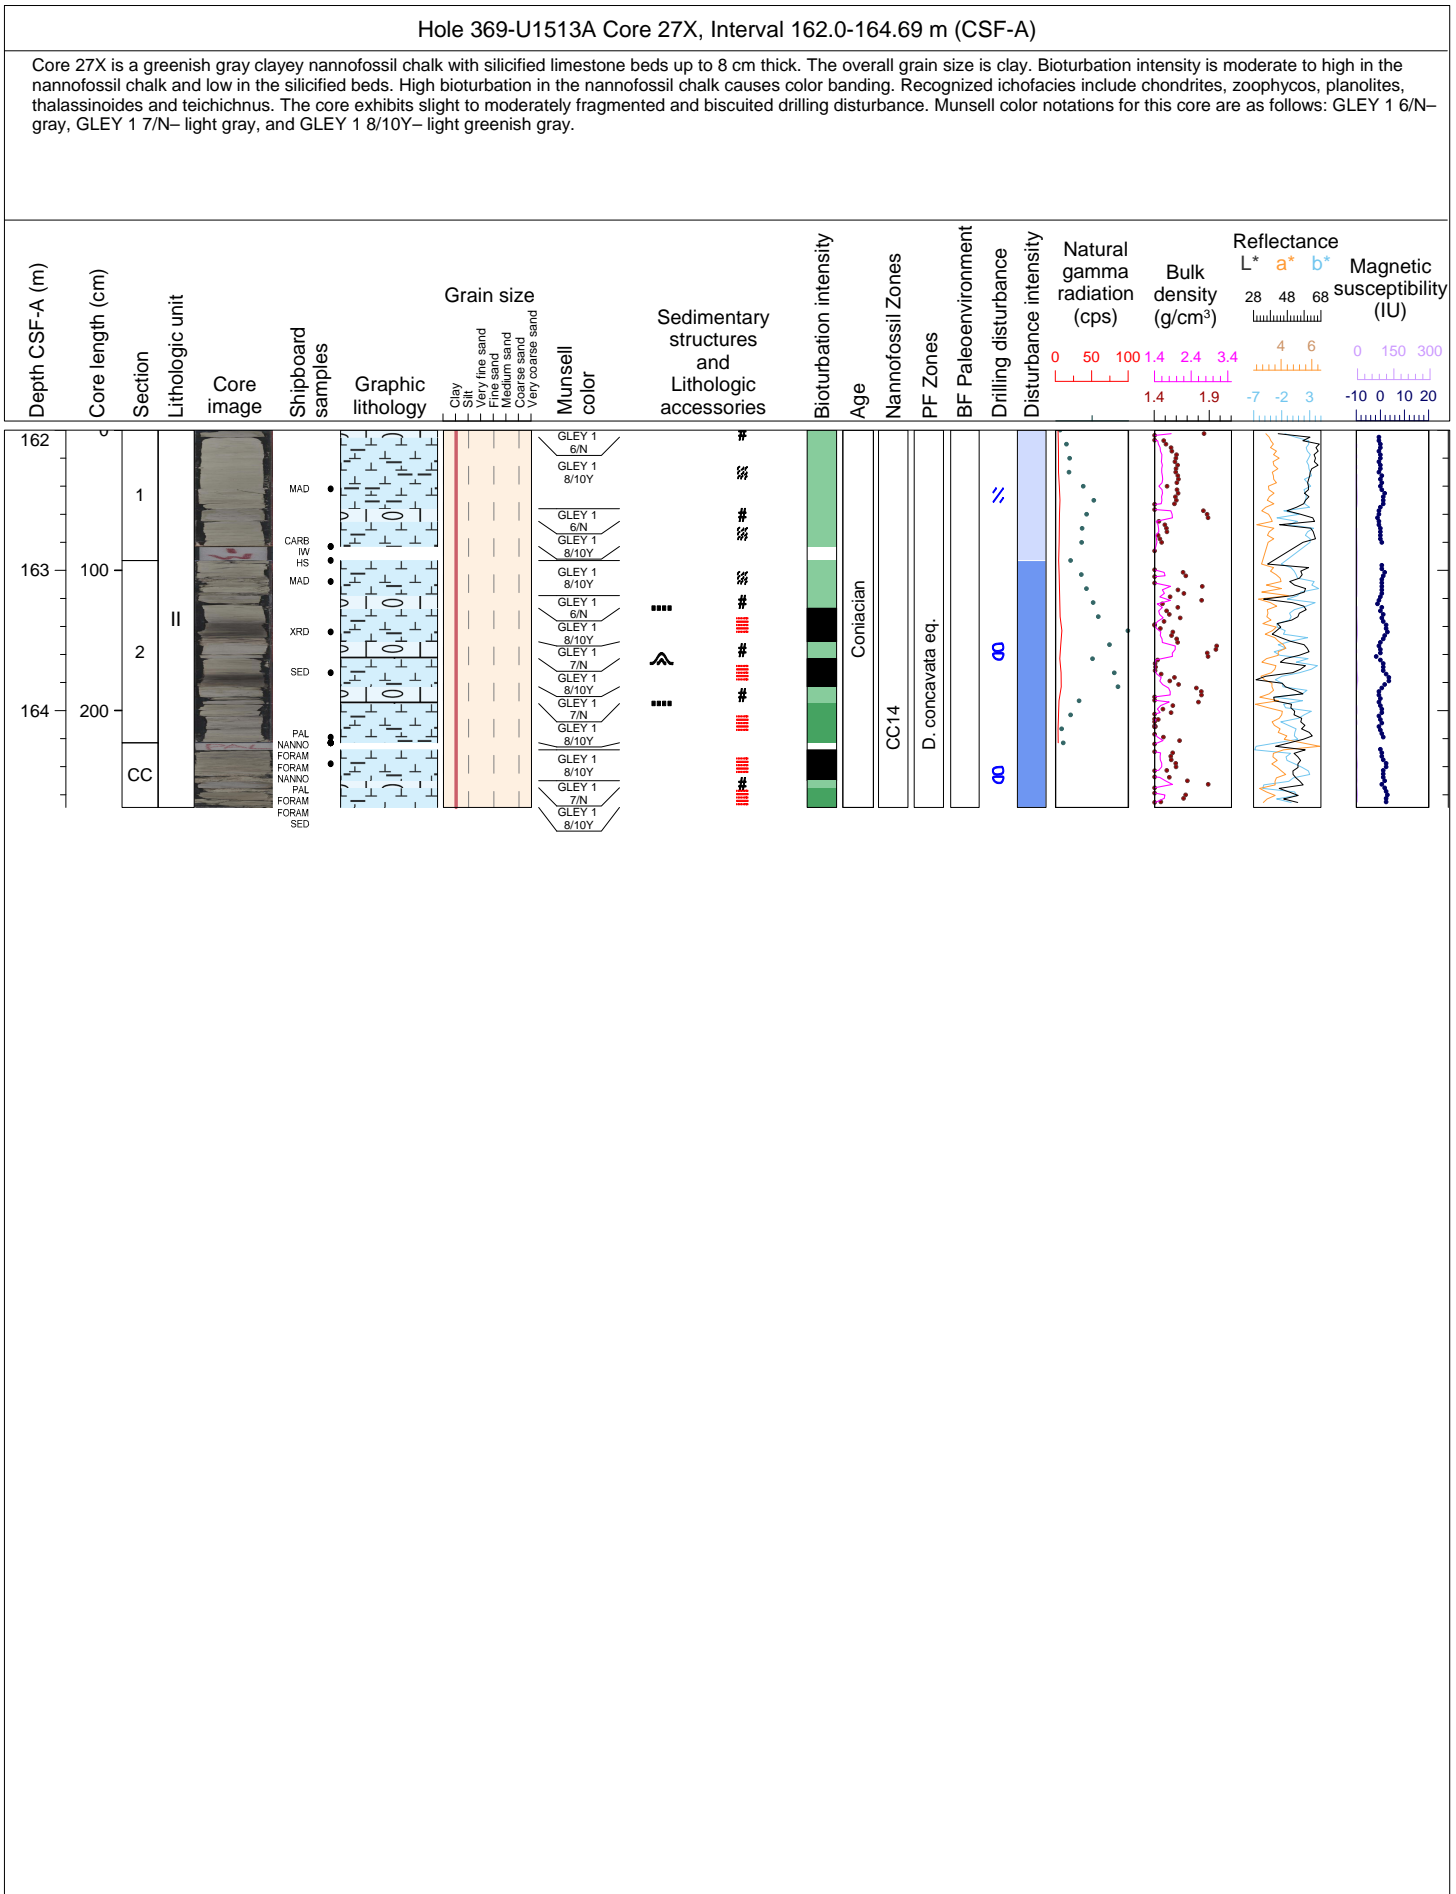 Hole 369-U1513A Core 27X, Interval 162.0-164.69 m (CSF-A)
Core 27X is a greenish gray clayey nannofossil chalk with silicified limestone beds up to 8 cm thick. The overall grain size is clay. Bioturbation intensity is moderate to high in the
nannofossil chalk and low in the silicified beds. High bioturbation in the nannofossil chalk causes color banding. Recognized ichofacies include chondrites, zoophycos, planolites,
thalassinoides and teichichnus. The core exhibits slight to moderately fragmented and biscuited drilling disturbance. Munsell color notations for this core are as follows: GLEY 1 6/N–
gray, GLEY 1 7/N– light gray, and GLEY 1 8/10Y– light greenish gray.
Depth CSF-A (m)
Core length (cm)
Section
Lithologic unit
Core
image
Shipboard
samples
Graphic
lithology
Grain size
Clay
Silt
Very fine sand
Fine sand
Medium sand
Coarse sand
Very coarse sand
Munsell
color
Sedimentary
structures
and
Lithologic
accessories
Bioturbation intensity
Age
Nannofossil Zones
PF Zones
BF Paleoenvironment
Drilling disturbance
Disturbance intensity
Natural
gamma
radiation
(cps)
0 50 100
Bulk
density
(g/cm³)
1.4 2.4 3.4
1.4 1.9
Reflectance
L* a* b*
28 48 68
4 6
-7 -2 3
Magnetic
susceptibility
(IU)
0 150 300
-10 0 10 20
162
163
164
0
100
200
1
2
CC
II
MAD
CARB
IW
HS
MAD
XRD
SED
PAL
NANNO
FORAM
FORAM
NANNO
PAL
FORAM
FORAM
SED
GLEY 1
6/N
GLEY 1
8/10Y
GLEY 1
6/N
GLEY 1
8/10Y
GLEY 1
8/10Y
GLEY 1
6/N
GLEY 1
8/10Y
GLEY 1
7/N
GLEY 1
8/10Y
GLEY 1
7/N
GLEY 1
8/10Y
GLEY 1
8/10Y
GLEY 1
7/N
GLEY 1
8/10Y
Coniacian
CC14
D. concavata eq.